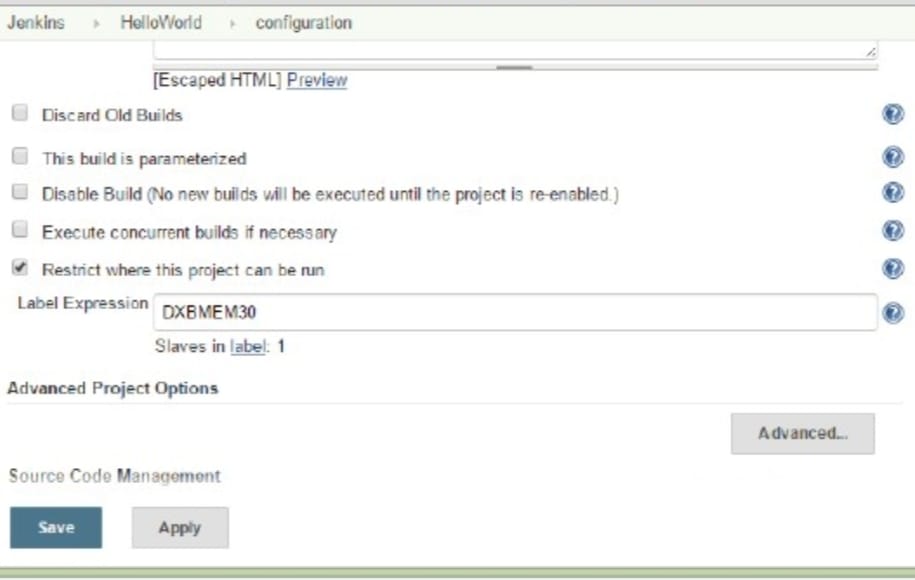 Jenkins HelloWorld configuration
[Escaped HTML] Preview
Discard Old Builds
This build is parameterized
Disable Build (No new builds will be executed until the project is re-enabled.)
Execute concurrent builds if necessary
Restrict where this project can be run
Label Expression DXBMEM30
Slaves in label: 1
Advanced Project Options
Advanced...
Source Code Management
Save Apply